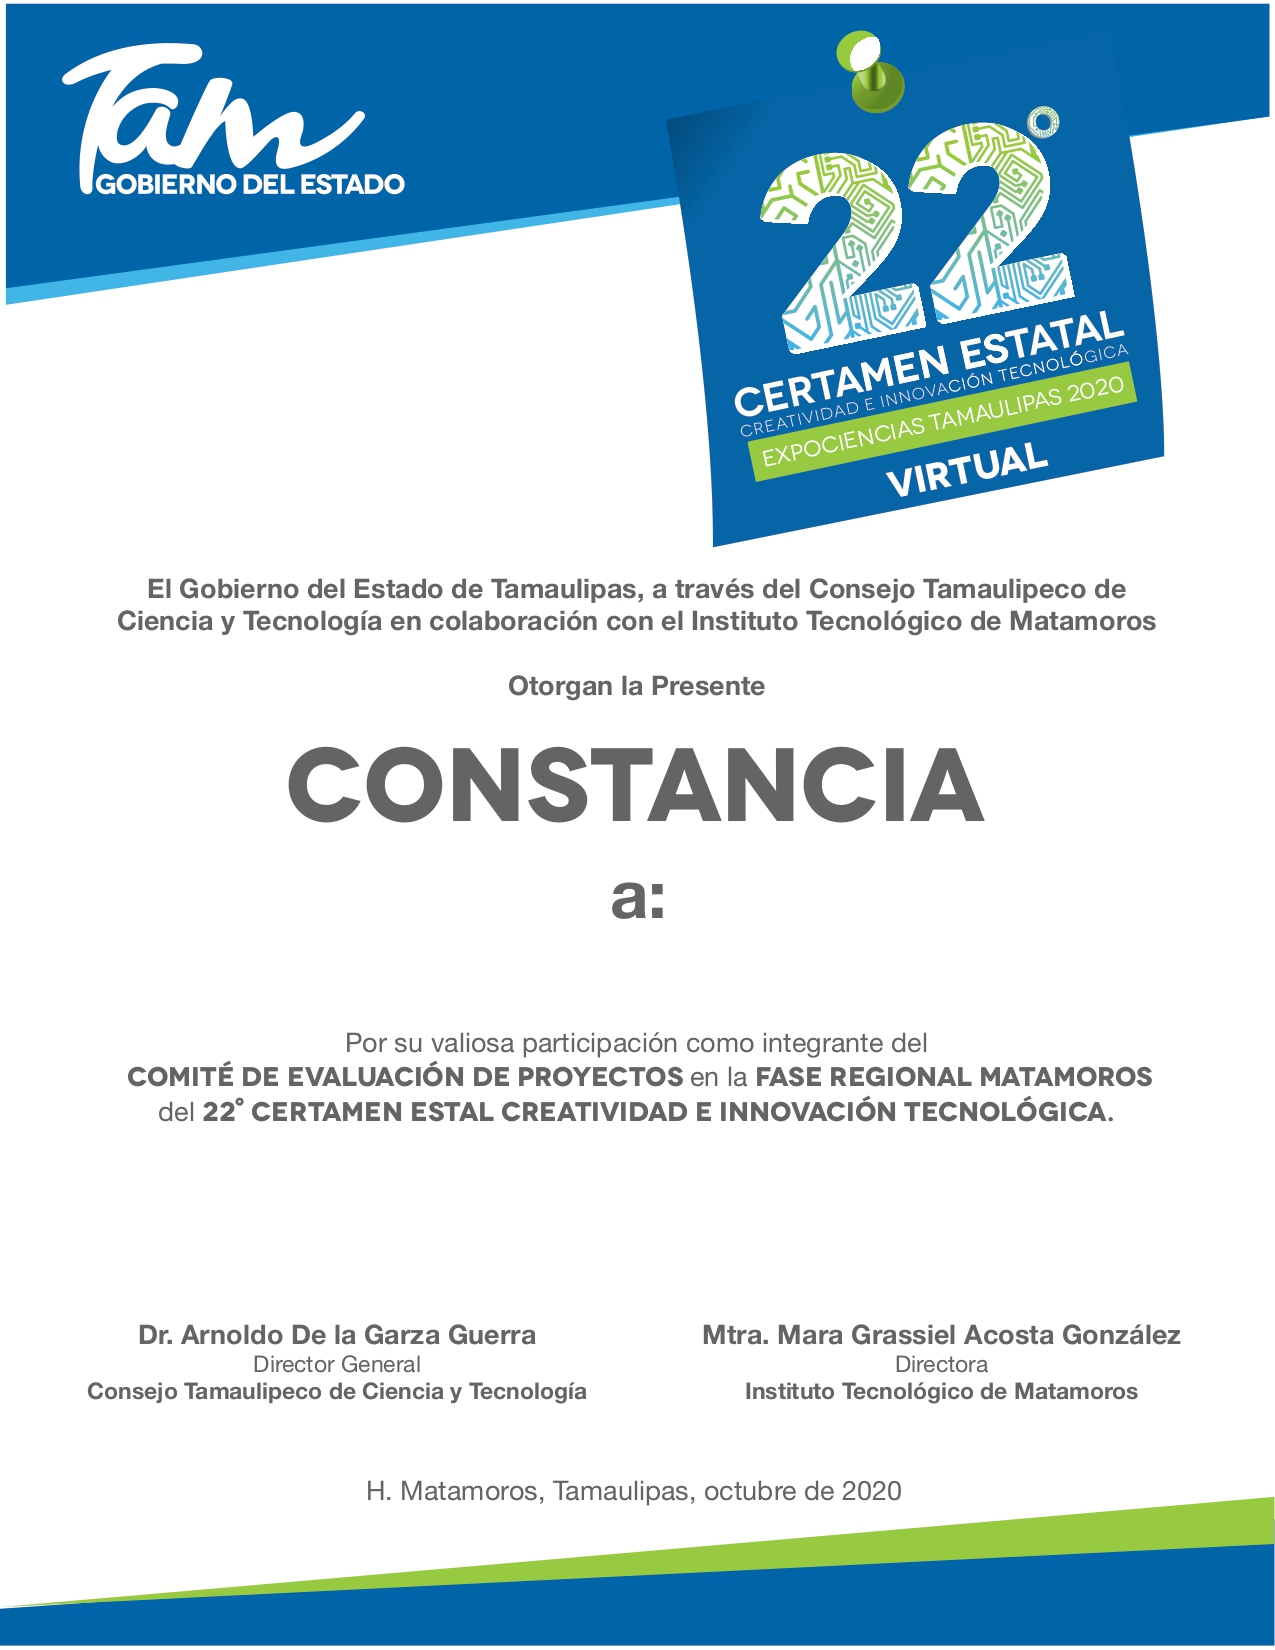 Tam
GOBIERNO DEL ESTADO
22°
CERTAMEN ESTATAL
CREATIVIDAD E INNOVACIÓN TECNOLÓGICA
EXPOCIENCIAS TAMAULIPAS 2020
VIRTUAL
El Gobierno del Estado de Tamaulipas, a través del Consejo Tamaulipeco de
Ciencia y Tecnología en colaboración con el Instituto Tecnológico de Matamoros
Otorgan la Presente
CONSTANCIA
a:
Por su valiosa participación como integrante del
COMITÉ DE EVALUACIÓN DE PROYECTOS en la FASE REGIONAL MATAMOROS
del 22° CERTAMEN ESTAL CREATIVIDAD E INNOVACIÓN TECNOLÓGICA.
Dr. Arnoldo De la Garza Guerra
Director General
Consejo Tamaulipeco de Ciencia y Tecnología
Mtra. Mara Grassiel Acosta González
Directora
Instituto Tecnológico de Matamoros
H. Matamoros, Tamaulipas, octubre de 2020